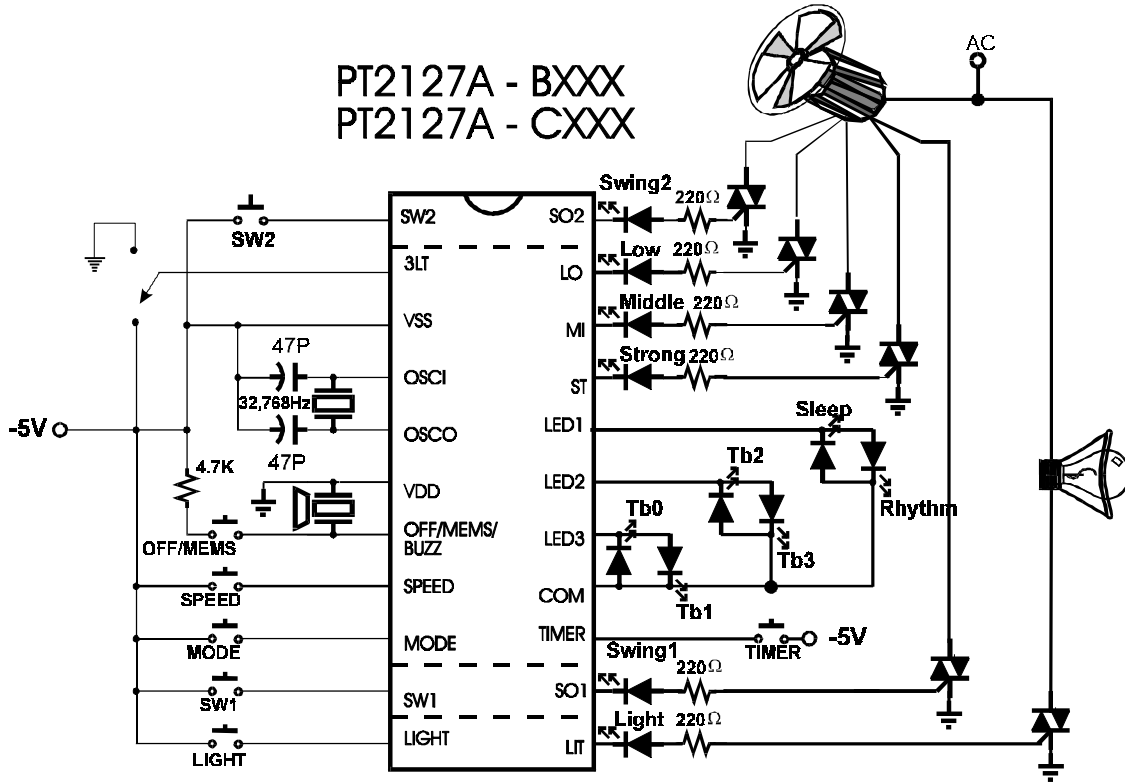 PT2127A - BXXX
PT2127A - CXXX
AC
SW2
SW2
3LT
VSS
47P
OSCI
32,768Hz
OSCO
47P
-5V
4.7K
VDD
OFF/MEMS/
BUZZ
OFF/MEMS
SPEED
SPEED
MODE
MODE
SW1
SW1
LIGHT
LIGHT
Swing2
220Ω
SO2
Low
220Ω
LO
Middle
220Ω
MI
Strong
220Ω
ST
LED1
Sleep
LED2
Tb2
Rhythm
LED3
Tb0
Tb3
COM
Tb1
TIMER
TIMER
-5V
Swing1
220Ω
SO1
Light
220Ω
LIT